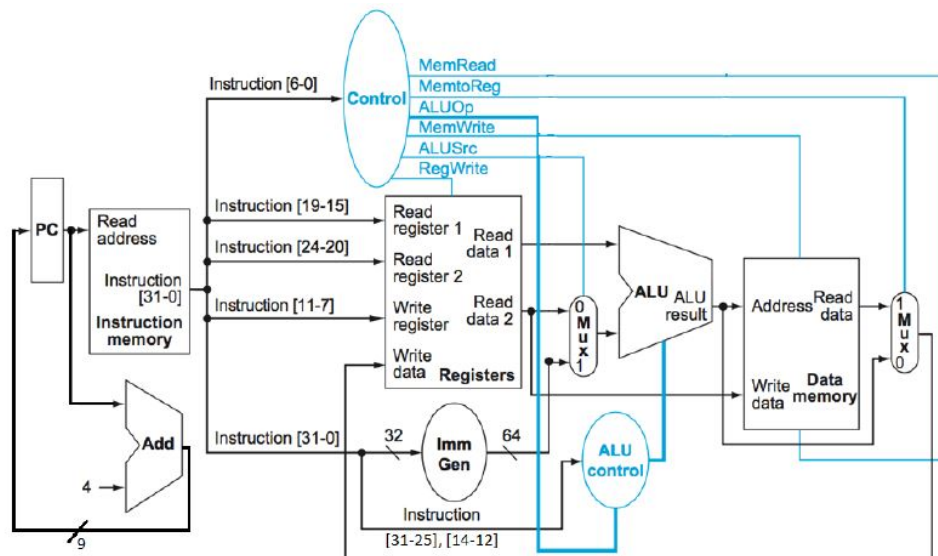 MemRead
MemtoReg
ALUOp
MemWrite
ALUSrc
RegWrite
Control
Instruction [6-0]
Instruction [19-15]
Instruction [24-20]
Instruction [11-7]
Instruction [31-0]
PC
Read
address
Instruction
[31-0]
Instruction
memory
Read
register 1
Read
register 2
Write
register
Write
data
Read
data 1
Read
data 2
Registers
0
Mux
1
ALU
ALU
result
Address
Read
data
Write
data
Data
memory
1
Mux
0
Add
4
9
32
Imm
Gen
64
ALU
control
Instruction
[31-25], [14-12]